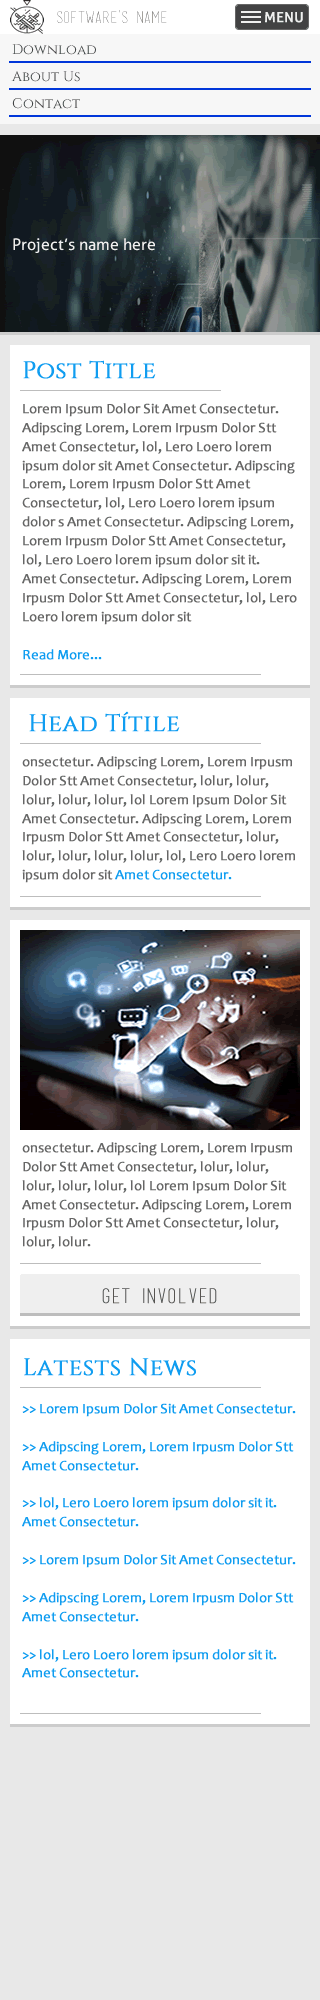 SOFTWARE'S NAME
MENU
Download
About Us
Contact
Project's name here
Post Title
Lorem Ipsum Dolor Sit Amet Consectetur.
Adipscing Lorem, Lorem Irpusm Dolor Stt
Amet Consectetur, lol, Lero Loero lorem
ipsum dolor sit Amet Consectetur. Adipscing
Lorem, Lorem Irpusm Dolor Stt Amet
Consectetur, lol, Lero Loero lorem ipsum
dolor s Amet Consectetur. Adipscing Lorem,
Lorem Irpusm Dolor Stt Amet Consectetur,
lol, Lero Loero lorem ipsum dolor sit it.
Amet Consectetur. Adipscing Lorem, Lorem
Irpusm Dolor Stt Amet Consectetur, lol, Lero
Loero lorem ipsum dolor sit
Read More...
Head Títile
onsectetur. Adipscing Lorem, Lorem Irpusm
Dolor Stt Amet Consectetur, lolur, lolur,
lolur, lolur, lolur, lol Lorem Ipsum Dolor Sit
Amet Consectetur. Adipscing Lorem, Lorem
Irpusm Dolor Stt Amet Consectetur, lolur,
lolur, lolur, lolur, lolur, lol, Lero Loero lorem
ipsum dolor sit Amet Consectetur.
onsectetur. Adipscing Lorem, Lorem Irpusm
Dolor Stt Amet Consectetur, lolur, lolur,
lolur, lolur, lolur, lol Lorem Ipsum Dolor Sit
Amet Consectetur. Adipscing Lorem, Lorem
Irpusm Dolor Stt Amet Consectetur, lolur,
lolur, lolur.
GET INVOLVED
Latests News
>> Lorem Ipsum Dolor Sit Amet Consectetur.
>> Adipscing Lorem, Lorem Irpusm Dolor Stt
Amet Consectetur.
>> lol, Lero Loero lorem ipsum dolor sit it.
Amet Consectetur.
>> Lorem Ipsum Dolor Sit Amet Consectetur.
>> Adipscing Lorem, Lorem Irpusm Dolor Stt
Amet Consectetur.
>> lol, Lero Loero lorem ipsum dolor sit it.
Amet Consectetur.